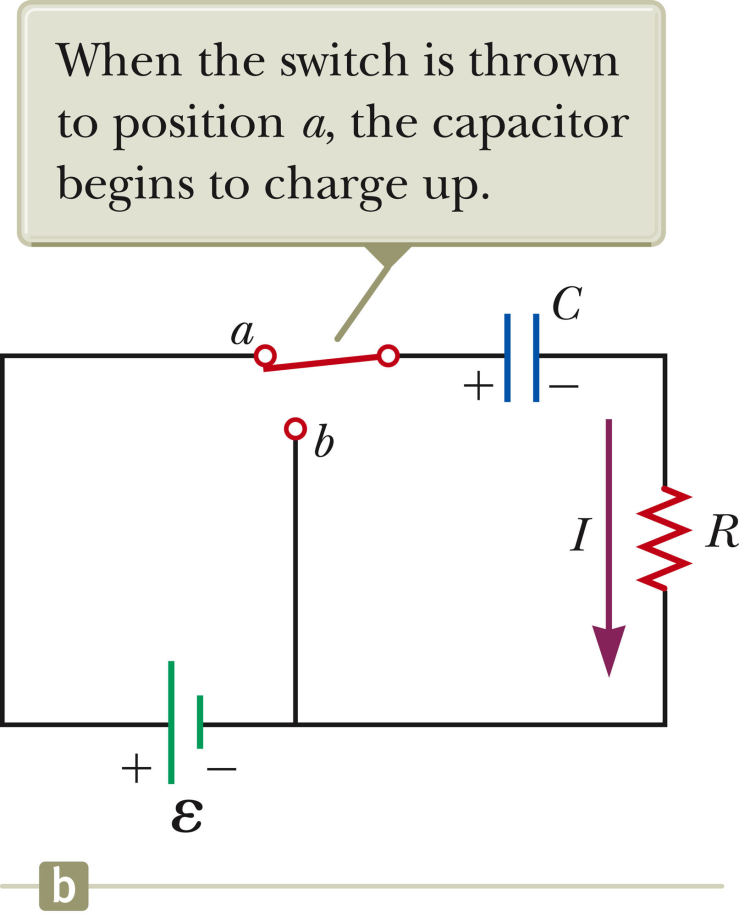 When the switch is thrown
to position a, the capacitor
begins to charge up.
a
C
+ −
b
I
R
+ −
ε
b